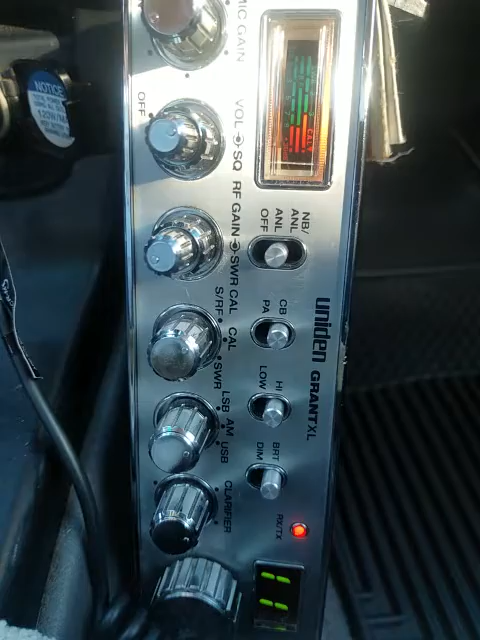 MIC GAIN
OFF
VOL SQ
RF GAIN SWR CAL
S/RF CAL SWR
LSB AM USB
CLARIFIER
NB/
ANL ANL OFF
CB
PA
HI
LOW
BRT
DIM
RX/TX
uniden GRANT XL
11
NOTICE